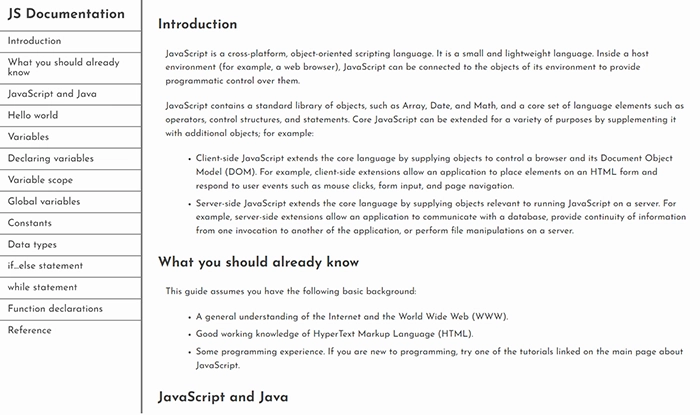 JS Documentation
Introduction
What you should already
know
JavaScript and Java
Hello world
Variables
Declaring variables
Variable scope
Global variables
Constants
Data types
if...else statement
while statement
Function declarations
Reference
Introduction
JavaScript is a cross-platform, object-oriented scripting language. It is a small and lightweight language. Inside a host
environment (for example, a web browser), JavaScript can be connected to the objects of its environment to provide
programmatic control over them.
JavaScript contains a standard library of objects, such as Array, Date, and Math, and a core set of language elements such as
operators, control structures, and statements. Core JavaScript can be extended for a variety of purposes by supplementing it
with additional objects; for example:
• Client-side JavaScript extends the core language by supplying objects to control a browser and its Document Object
Model (DOM). For example, client-side extensions allow an application to place elements on an HTML form and
respond to user events such as mouse clicks, form input, and page navigation.
• Server-side JavaScript extends the core language by supplying objects relevant to running JavaScript on a server. For
example, server-side extensions allow an application to communicate with a database, provide continuity of information
from one invocation to another of the application, or perform file manipulations on a server.
What you should already know
This guide assumes you have the following basic background:
• A general understanding of the Internet and the World Wide Web (WWW).
• Good working knowledge of HyperText Markup Language (HTML).
• Some programming experience. If you are new to programming, try one of the tutorials linked on the main page about
JavaScript.
JavaScript and Java